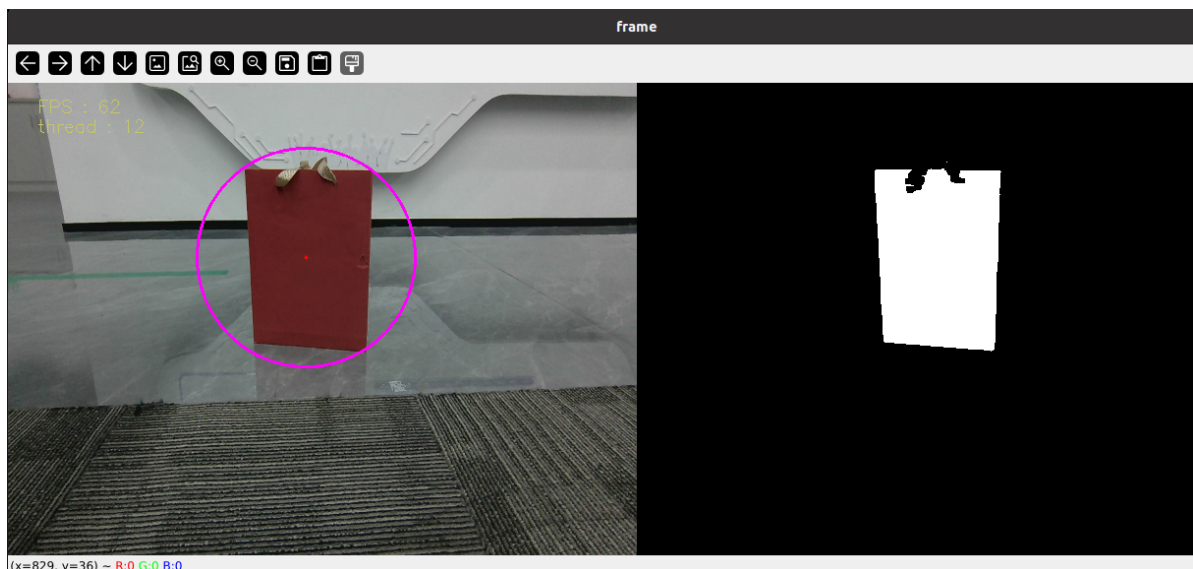 frame
FPS : 62
thread : 12
(x=829, y=36) ~ R:0 G:0 B:0